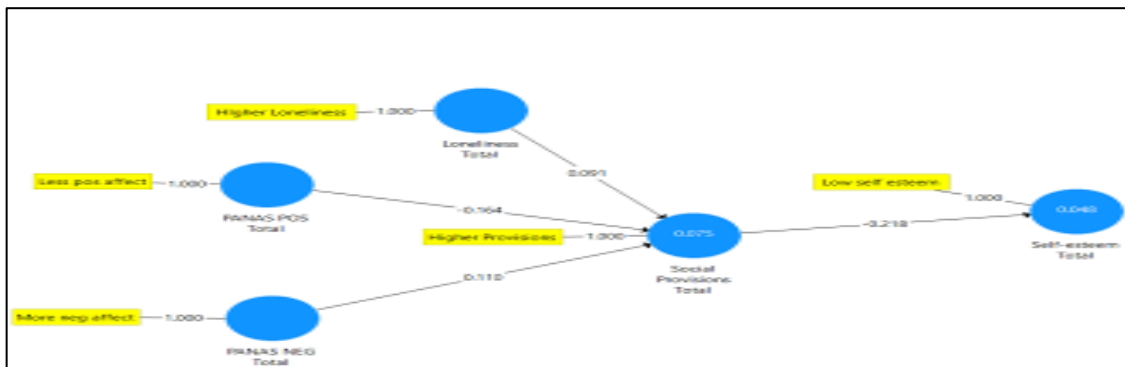 Higher Loneliness
1.000
Loneliness
Total
0.091
Less pos affect
1.000
PANAS POS
Total
-0.164
Low self esteem
1.000
0.048
Self-esteem
Total
Higher Provisions
1.000
0.075
Social
Provisions
Total
-0.218
0.110
More neg affect
1.000
PANAS NEG
Total